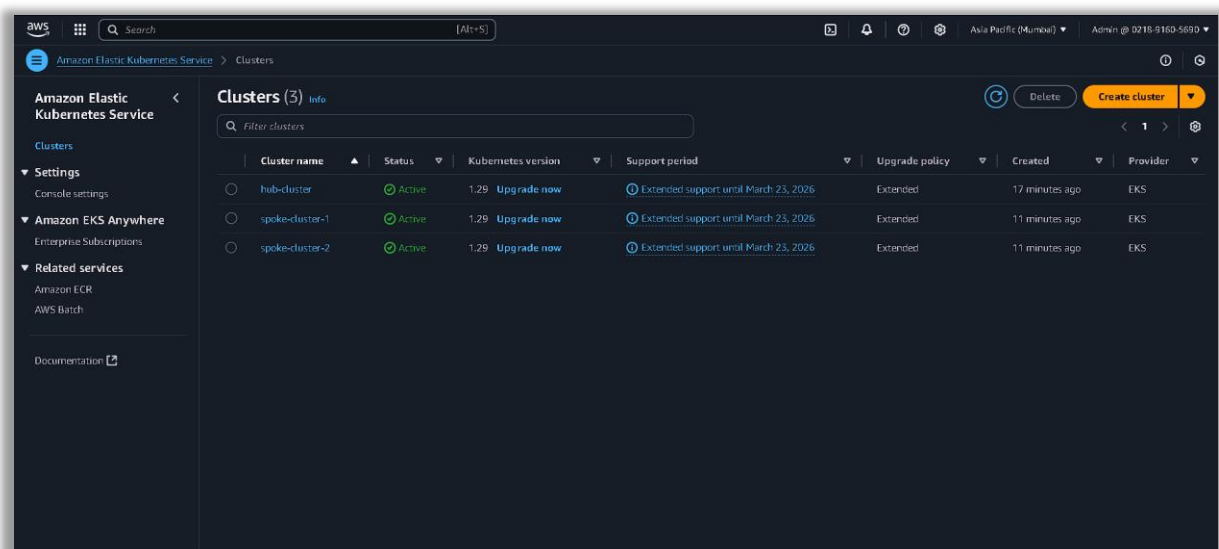 aws Search [Alt+S] Asia Pacific (Mumbai) Admin @ 0218-9160-5690
Amazon Elastic Kubernetes Service > Clusters
Amazon Elastic
Kubernetes Service
Clusters
Settings
Console settings
Amazon EKS Anywhere
Enterprise Subscriptions
Related services
Amazon ECR
AWS Batch
Documentation
Clusters (3) Info Delete Create cluster
Filter clusters 1
Cluster name Status Kubernetes version Support period Upgrade policy Created Provider
hub-cluster Active 1.29 Upgrade now Extended support until March 23, 2026 Extended 17 minutes ago EKS
spoke-cluster-1 Active 1.29 Upgrade now Extended support until March 23, 2026 Extended 11 minutes ago EKS
spoke-cluster-2 Active 1.29 Upgrade now Extended support until March 23, 2026 Extended 11 minutes ago EKS